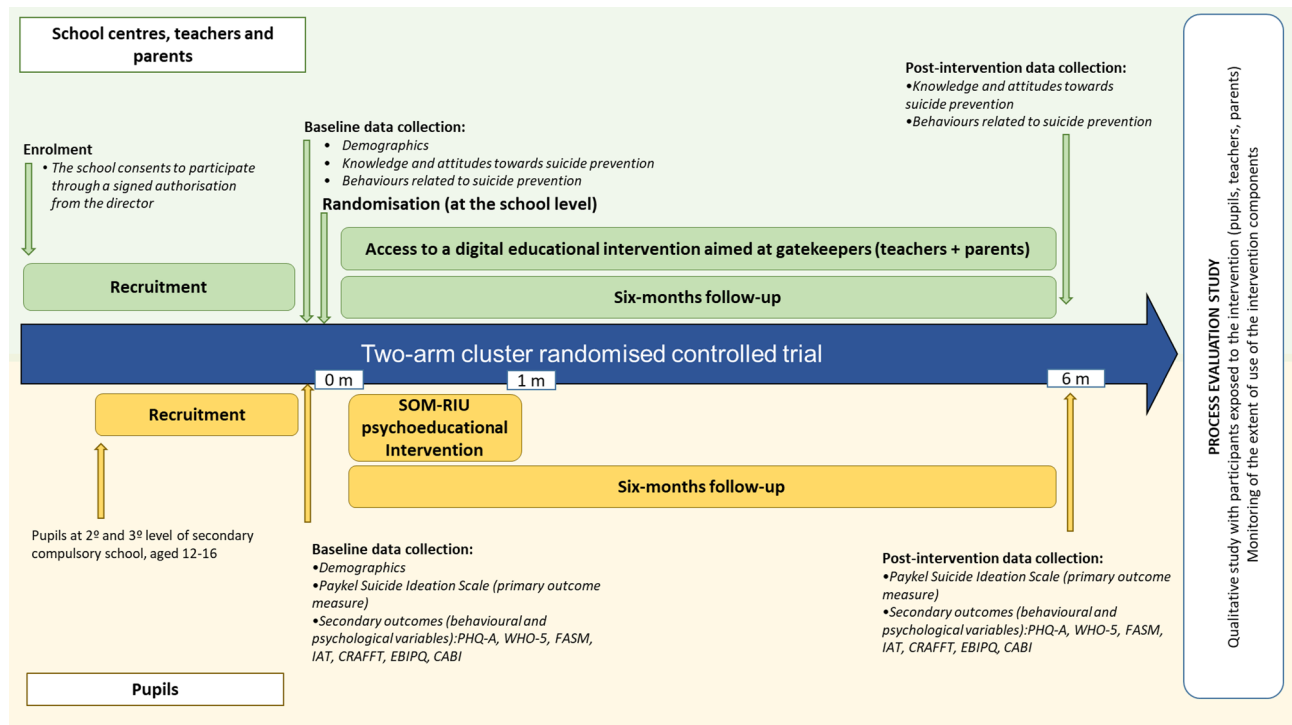 School centres, teachers and
parents
Enrolment
• The school consents to participate
through a signed authorisation
from the director
Recruitment
Baseline data collection:
• Demographics
• Knowledge and attitudes towards suicide prevention
• Behaviours related to suicide prevention
Randomisation (at the school level)
Post-intervention data collection:
•Knowledge and attitudes towards
suicide prevention
•Behaviours related to suicide prevention
Access to a digital educational intervention aimed at gatekeepers (teachers + parents)
Six-months follow-up
Two-arm cluster randomised controlled trial
0 m
1 m
6 m
Recruitment
SOM-RIU
psychoeducational
Intervention
Six-months follow-up
Pupils at 2º and 3º level of secondary
compulsory school, aged 12-16
Baseline data collection:
•Demographics
•Paykel Suicide Ideation Scale (primary outcome
measure)
•Secondary outcomes (behavioural and
psychological variables):PHQ-A, WHO-5, FASM,
IAT, CRAFFT, EBIPQ, CABI
Post-intervention data collection:
•Paykel Suicide Ideation Scale (primary outcome
measure)
•Secondary outcomes (behavioural and
psychological variables):PHQ-A, WHO-5, FASM,
IAT, CRAFFT, EBIPQ, CABI
Pupils
PROCESS EVALUATION STUDY
Qualitative study with participants exposed to the intervention (pupils, teachers, parents)
Monitoring of the extent of use of the intervention components